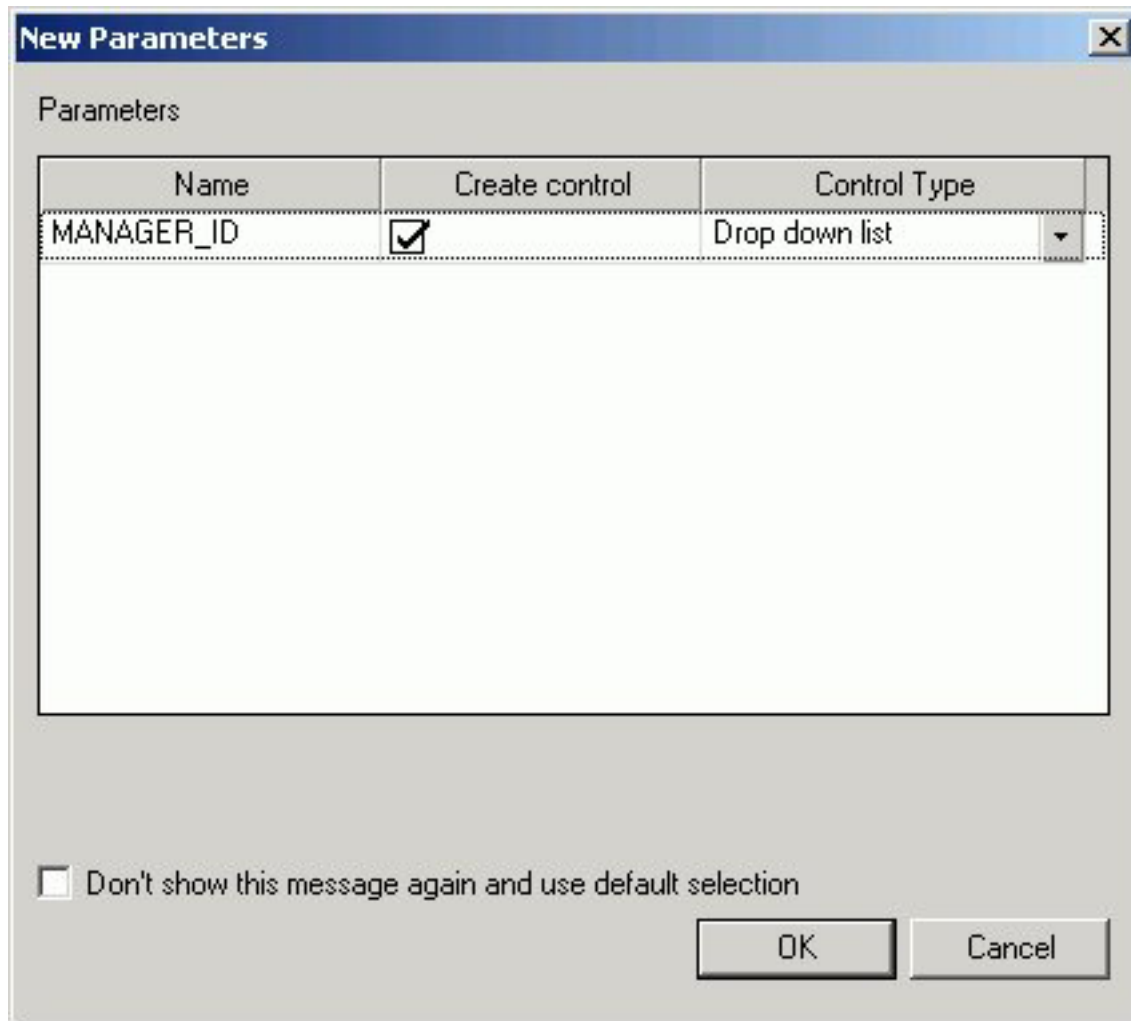 New Parameters
Parameters
Name Create control Control Type
MANAGER_ID Drop down list
Don't show this message again and use default selection
OK Cancel